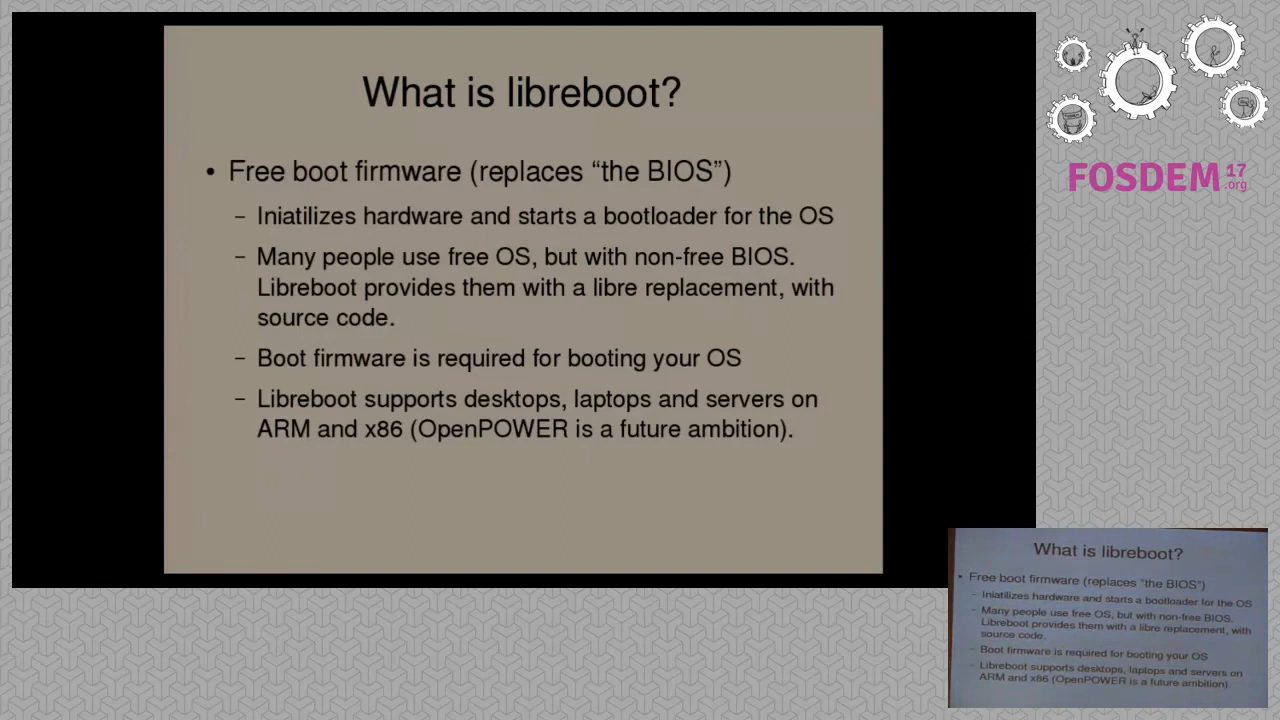 What is libreboot?
• Free boot firmware (replaces “the BIOS”)
– Iniatilizes hardware and starts a bootloader for the OS
– Many people use free OS, but with non-free BIOS.
Libreboot provides them with a libre replacement, with
source code.
– Boot firmware is required for booting your OS
– Libreboot supports desktops, laptops and servers on
ARM and x86 (OpenPOWER is a future ambition).
FOSDEM 17
.org
What is libreboot?
• Free boot firmware (replaces “the BIOS”)
– Iniatilizes hardware and starts a bootloader for the OS
– Many people use free OS, but with non-free BIOS.
Libreboot provides them with a libre replacement, with
source code.
– Boot firmware is required for booting your OS
– Libreboot supports desktops, laptops and servers on
ARM and x86 (OpenPOWER is a future ambition).